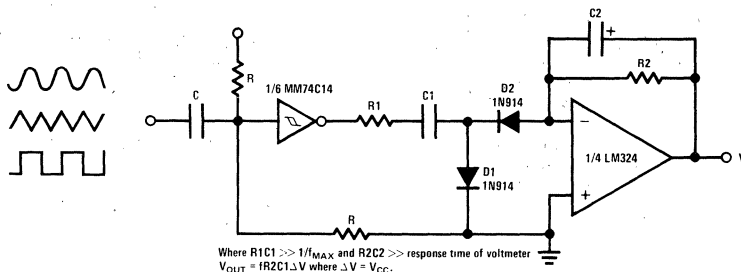 C2
+
R2
R
1/6 MM74C14
C
R1
C1
D2
1N914
−
1/4 LM324
+
V
D1
1N914
R
Where R1C1 >> 1/fMAX and R2C2 >> response time of voltmeter
VOUT = fR2C1ΔV where ΔV = VCC.